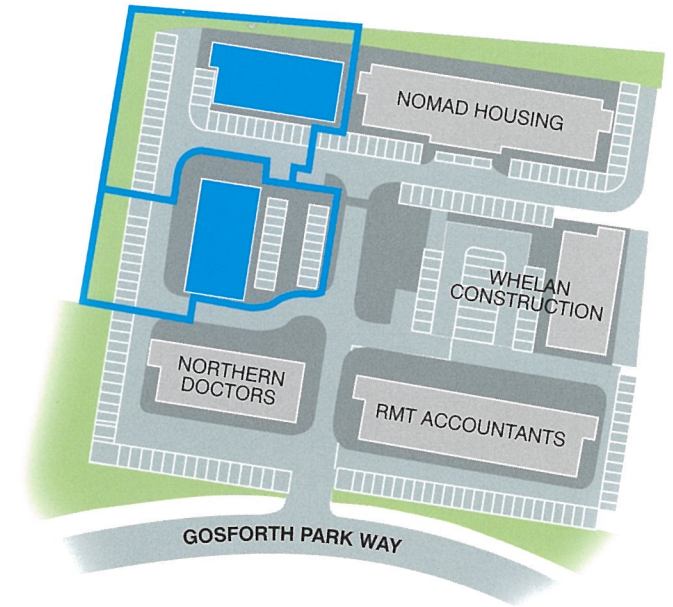 NOMAD HOUSING
WHELAN
CONSTRUCTION
NORTHERN
DOCTORS
RMT ACCOUNTANTS
GOSFORTH PARK WAY